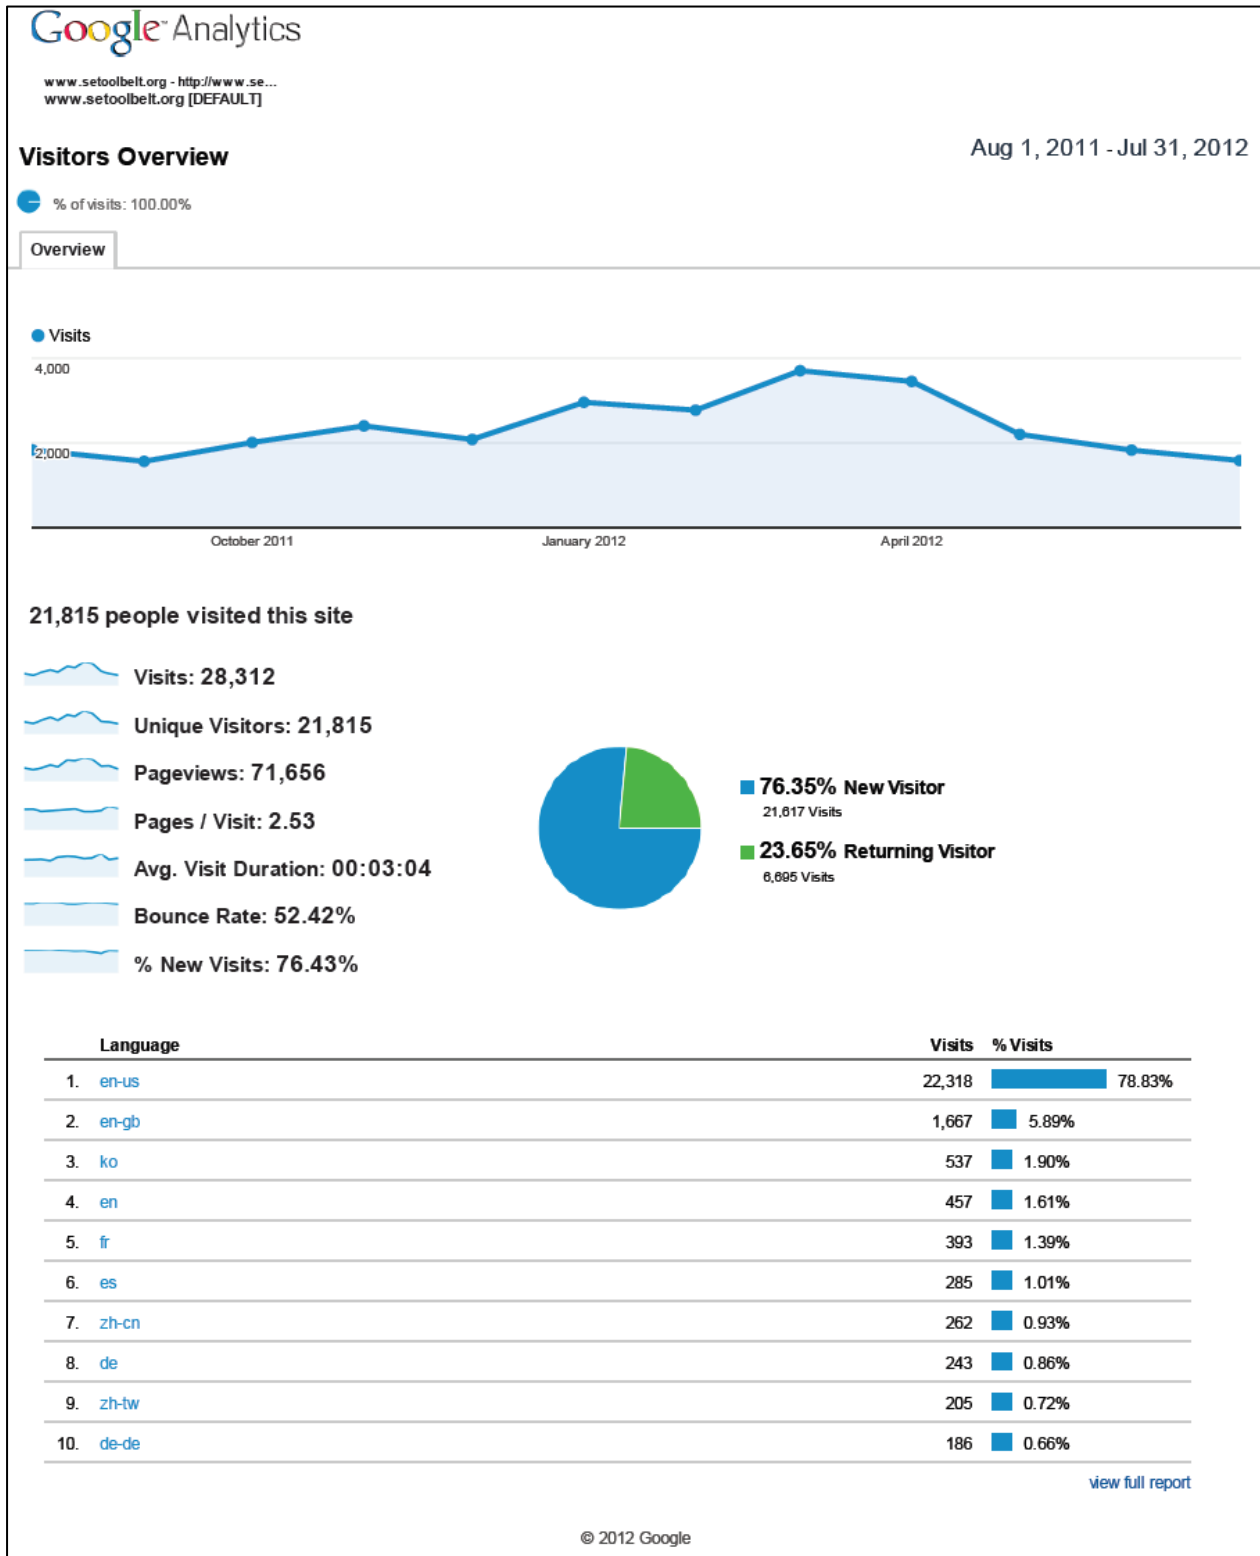 Google™ Analytics
www.setoolbelt.org - http://www.se...
www.setoolbelt.org [DEFAULT]
Visitors Overview
Aug 1, 2011 - Jul 31, 2012
% of visits: 100.00%
Overview
Visits
4,000
2,000
October 2011 January 2012 April 2012
21,815 people visited this site
Visits: 28,312
Unique Visitors: 21,815
Pageviews: 71,656
Pages / Visit: 2.53
Avg. Visit Duration: 00:03:04
Bounce Rate: 52.42%
% New Visits: 76.43%
76.35% New Visitor
21,617 Visits
23.65% Returning Visitor
6,695 Visits
Language Visits % Visits
1. en-us 22,318 78.83%
2. en-gb 1,667 5.89%
3. ko 537 1.90%
4. en 457 1.61%
5. fr 393 1.39%
6. es 285 1.01%
7. zh-cn 262 0.93%
8. de 243 0.86%
9. zh-tw 205 0.72%
10. de-de 186 0.66%
view full report
© 2012 Google